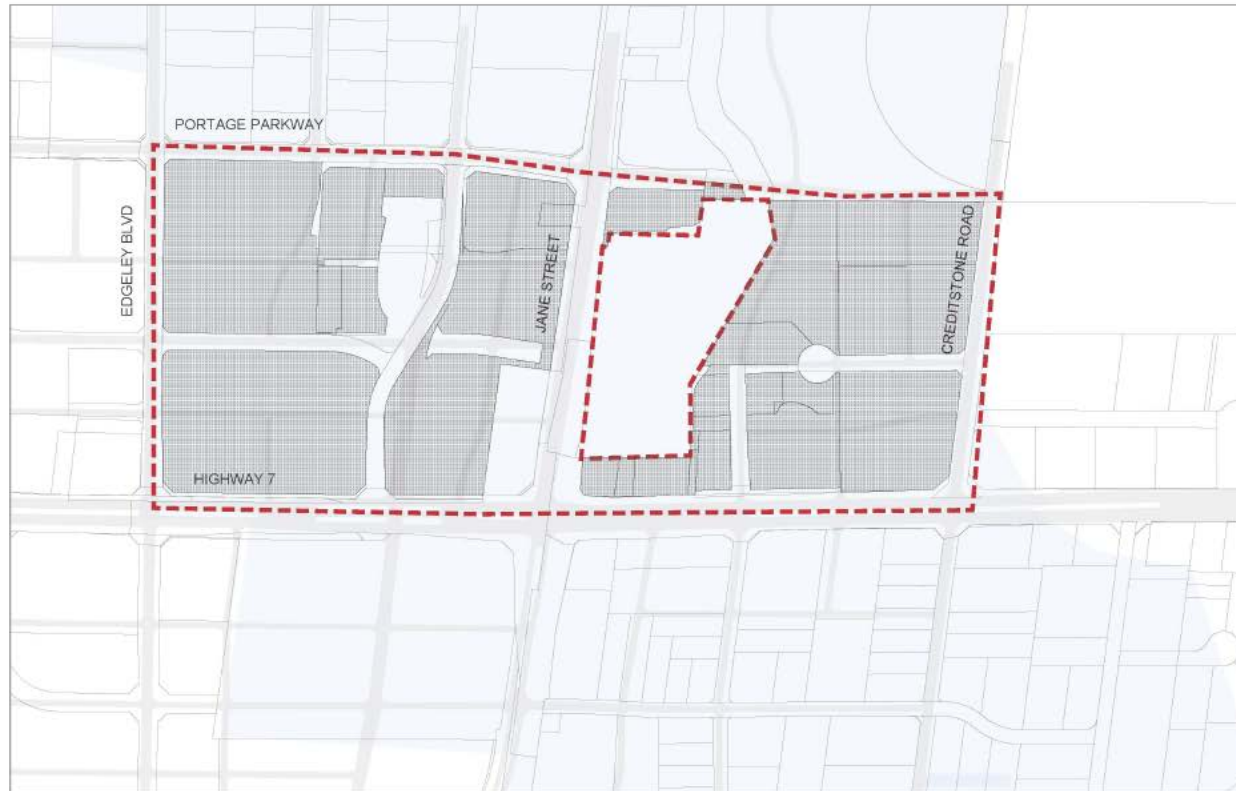 PORTAGE PARKWAY
EDGELEY BLVD
JANE STREET
CREDITSTONE ROAD
HIGHWAY 7